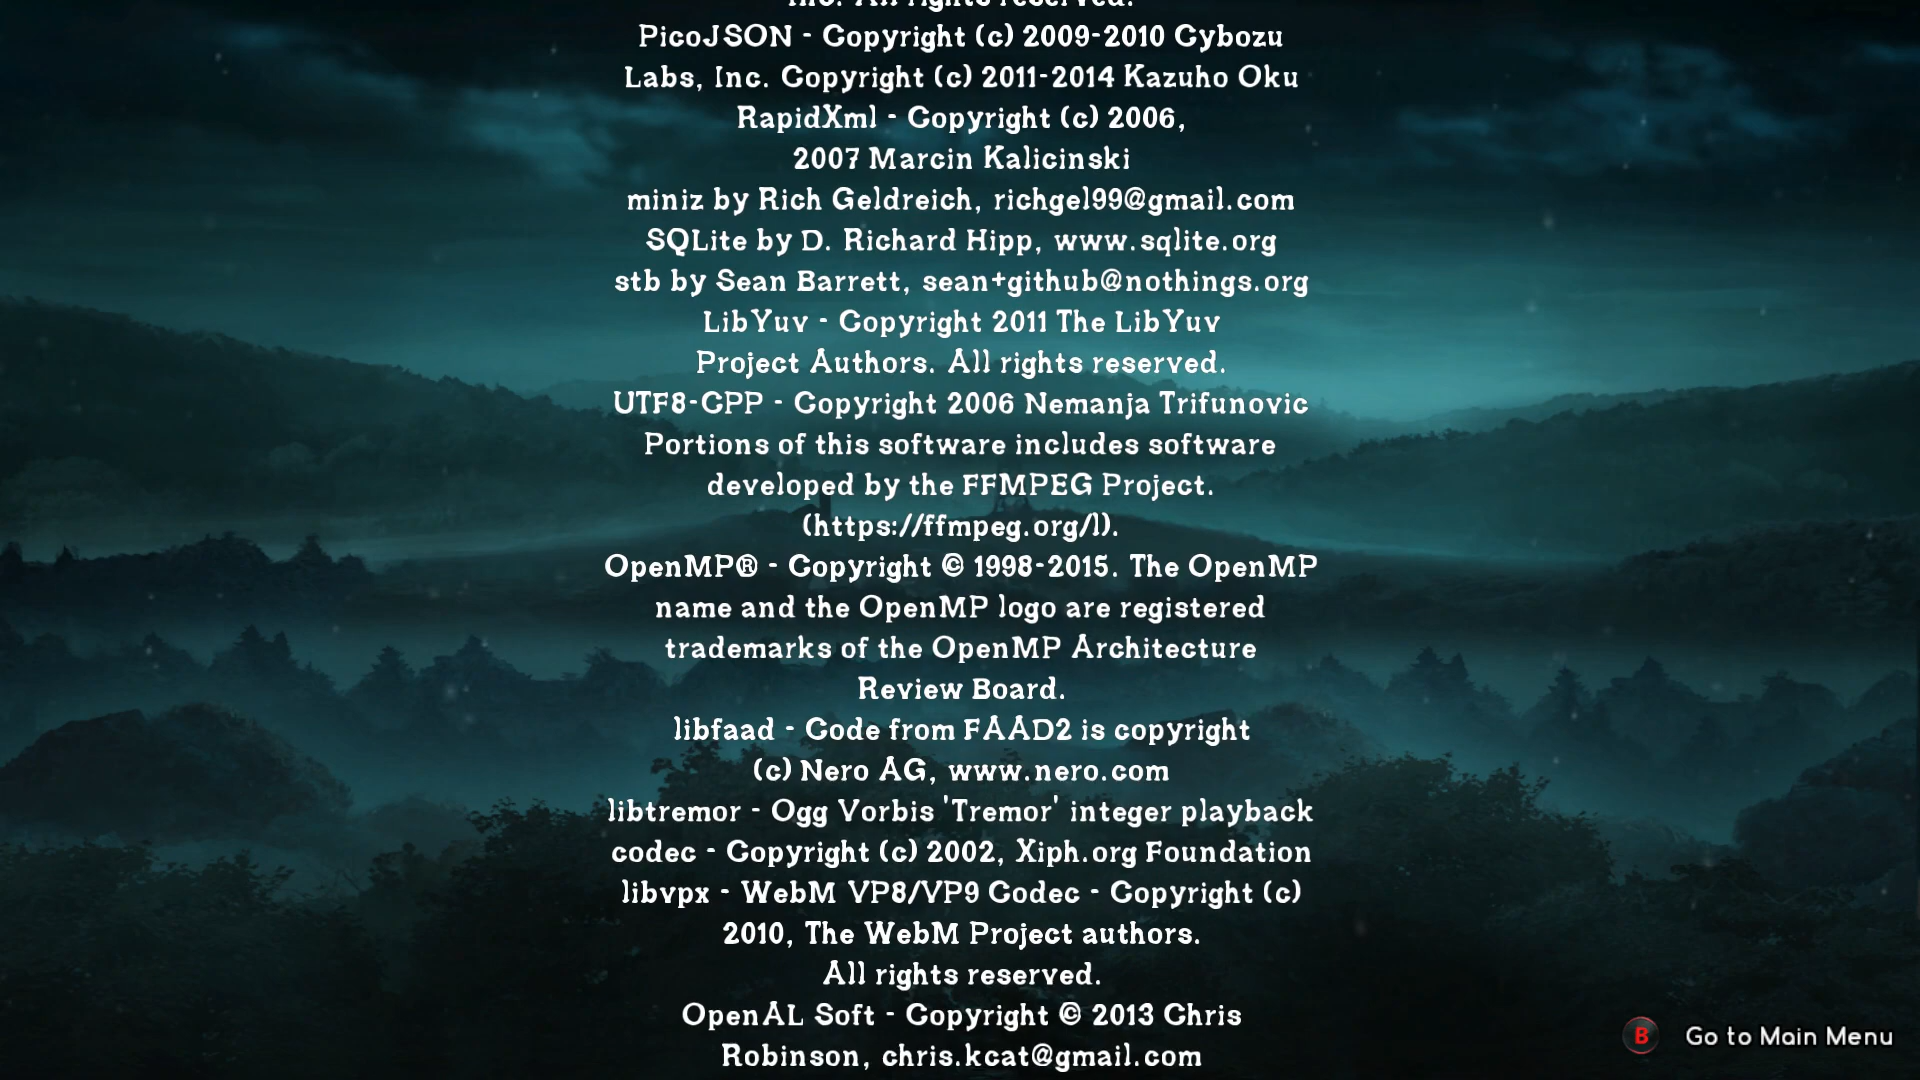 Inc. All rights reserved.
PicoJSON - Copyright (c) 2009-2010 Cybozu
Labs, Inc. Copyright (c) 2011-2014 Kazuho Oku
RapidXml - Copyright (c) 2006,
2007 Marcin Kalicinski
miniz by Rich Geldreich, richgel99@gmail.com
SQLite by D. Richard Hipp, www.sqlite.org
stb by Sean Barrett, sean+github@nothings.org
LibYuv - Copyright 2011 The LibYuv
Project Authors. All rights reserved.
UTF8-CPP - Copyright 2006 Nemanja Trifunovic
Portions of this software includes software
developed by the FFMPEG Project.
(https://ffmpeg.org/l).
OpenMP® - Copyright © 1998-2015. The OpenMP
name and the OpenMP logo are registered
trademarks of the OpenMP Architecture
Review Board.
libfaad - Code from FAAD2 is copyright
(c) Nero AG, www.nero.com
libtremor - Ogg Vorbis 'Tremor' integer playback
codec - Copyright (c) 2002, Xiph.org Foundation
libvpx - WebM VP8/VP9 Codec - Copyright (c)
2010, The WebM Project authors.
All rights reserved.
OpenAL Soft - Copyright © 2013 Chris
Robinson, chris.kcat@gmail.com
B Go to Main Menu